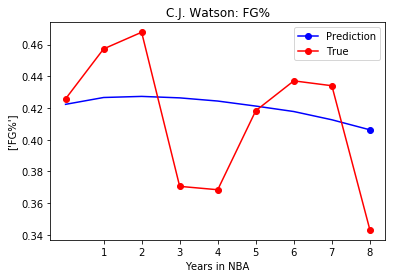 C.J. Watson: FG%
Prediction
True
['FG%']
0.46
0.44
0.42
0.40
0.38
0.36
0.34
1 2 3 4 5 6 7 8
Years in NBA